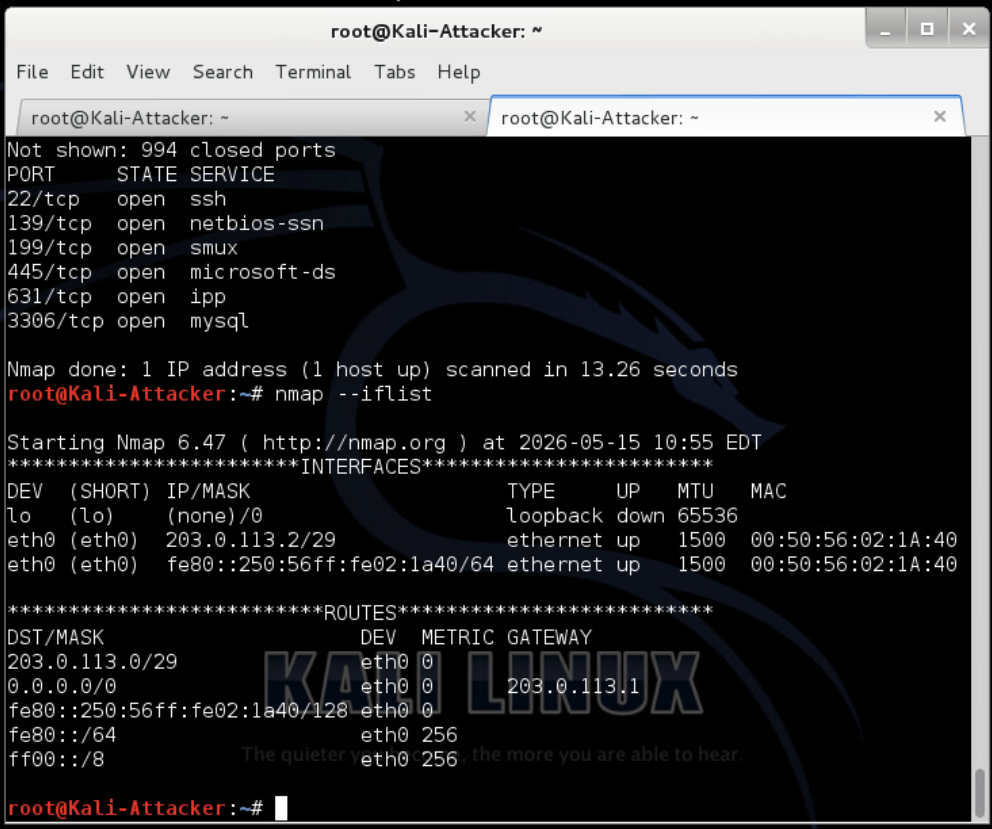 root@Kali-Attacker: ~
File Edit View Search Terminal Tabs Help
root@Kali-Attacker: ~ × root@Kali-Attacker: ~ ×
Not shown: 994 closed ports
PORT     STATE SERVICE
22/tcp   open  ssh
139/tcp  open  netbios-ssn
199/tcp  open  smux
445/tcp  open  microsoft-ds
631/tcp  open  ipp
3306/tcp open  mysql
Nmap done: 1 IP address (1 host up) scanned in 13.26 seconds
root@Kali-Attacker:~# nmap --iflist
Starting Nmap 6.47 ( http://nmap.org ) at 2026-05-15 10:55 EDT
************************INTERFACES************************
DEV  (SHORT) IP/MASK                     TYPE     UP   MTU   MAC
lo   (lo)    (none)/0                    loopback down 65536
eth0 (eth0)  203.0.113.2/29              ethernet up   1500  00:50:56:02:1A:40
eth0 (eth0)  fe80::250:56ff:fe02:1a40/64 ethernet up   1500  00:50:56:02:1A:40
**************************ROUTES**************************
DST/MASK                     DEV  METRIC GATEWAY
203.0.113.0/29               eth0 0
0.0.0.0/0                    eth0 0      203.0.113.1
fe80::250:56ff:fe02:1a40/128 eth0 0
fe80::/64                    eth0 256
ff00::/8                     eth0 256
KALI LINUX
The quieter you become, the more you are able to hear.
root@Kali-Attacker:~#